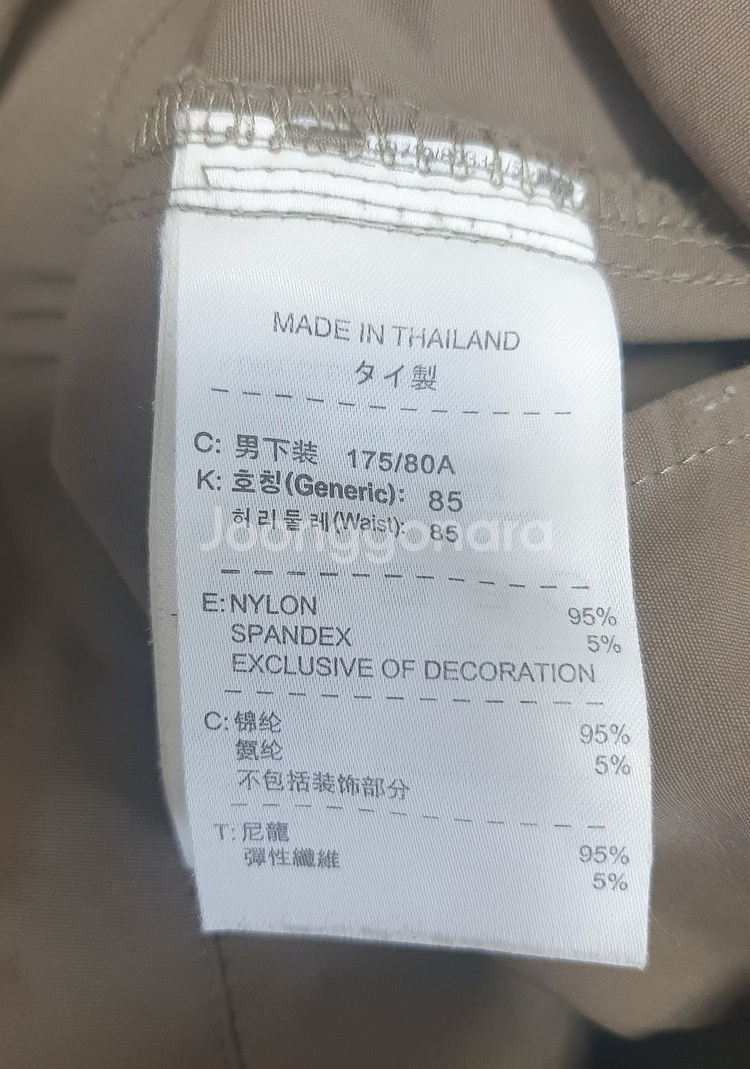 MADE IN THAILAND
タイ製
C: 男下装 175/80A
K: 호칭(Generic): 85
허리둘레(Waist): 85
Joonggonara
E: NYLON 95%
SPANDEX 5%
EXCLUSIVE OF DECORATION
C: 锦纶 95%
氨纶 5%
不包括装饰部分
T: 尼龍 95%
彈性纖維 5%